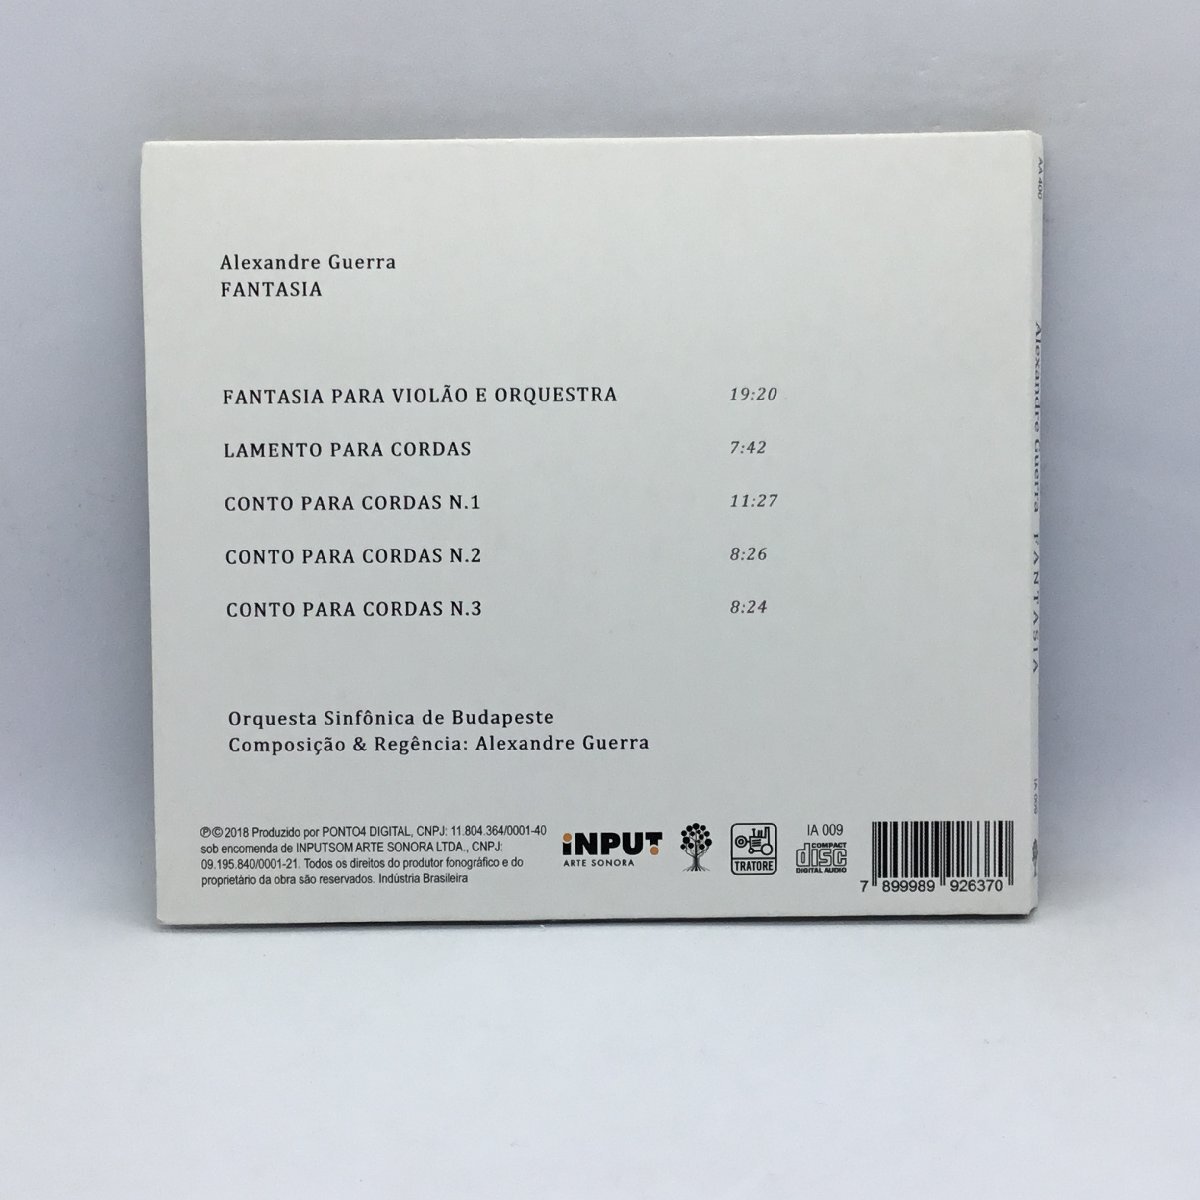 Alexandre Guerra
FANTASIA
FANTASIA PARA VIOLÃO E ORQUESTRA 19:20
LAMENTO PARA CORDAS 7:42
CONTO PARA CORDAS N.1 11:27
CONTO PARA CORDAS N.2 8:26
CONTO PARA CORDAS N.3 8:24
Orquesta Sinfônica de Budapeste
Composição & Regência: Alexandre Guerra
℗©2018 Produzido por PONTO4 DIGITAL, CNPJ: 11.804.364/0001-40
sob encomenda de INPUTSOM ARTE SONORA LTDA., CNPJ:
09.195.840/0001-21. Todos os direitos do produtor fonográfico e do
proprietário da obra são reservados. Indústria Brasileira
iNPUT
ARTE SONORA
TRATORE
IA 009
COMPACT
disc
DIGITAL AUDIO
7 899989 926370
AA 400
Alexandre Guerra FANTASIA
IA 009